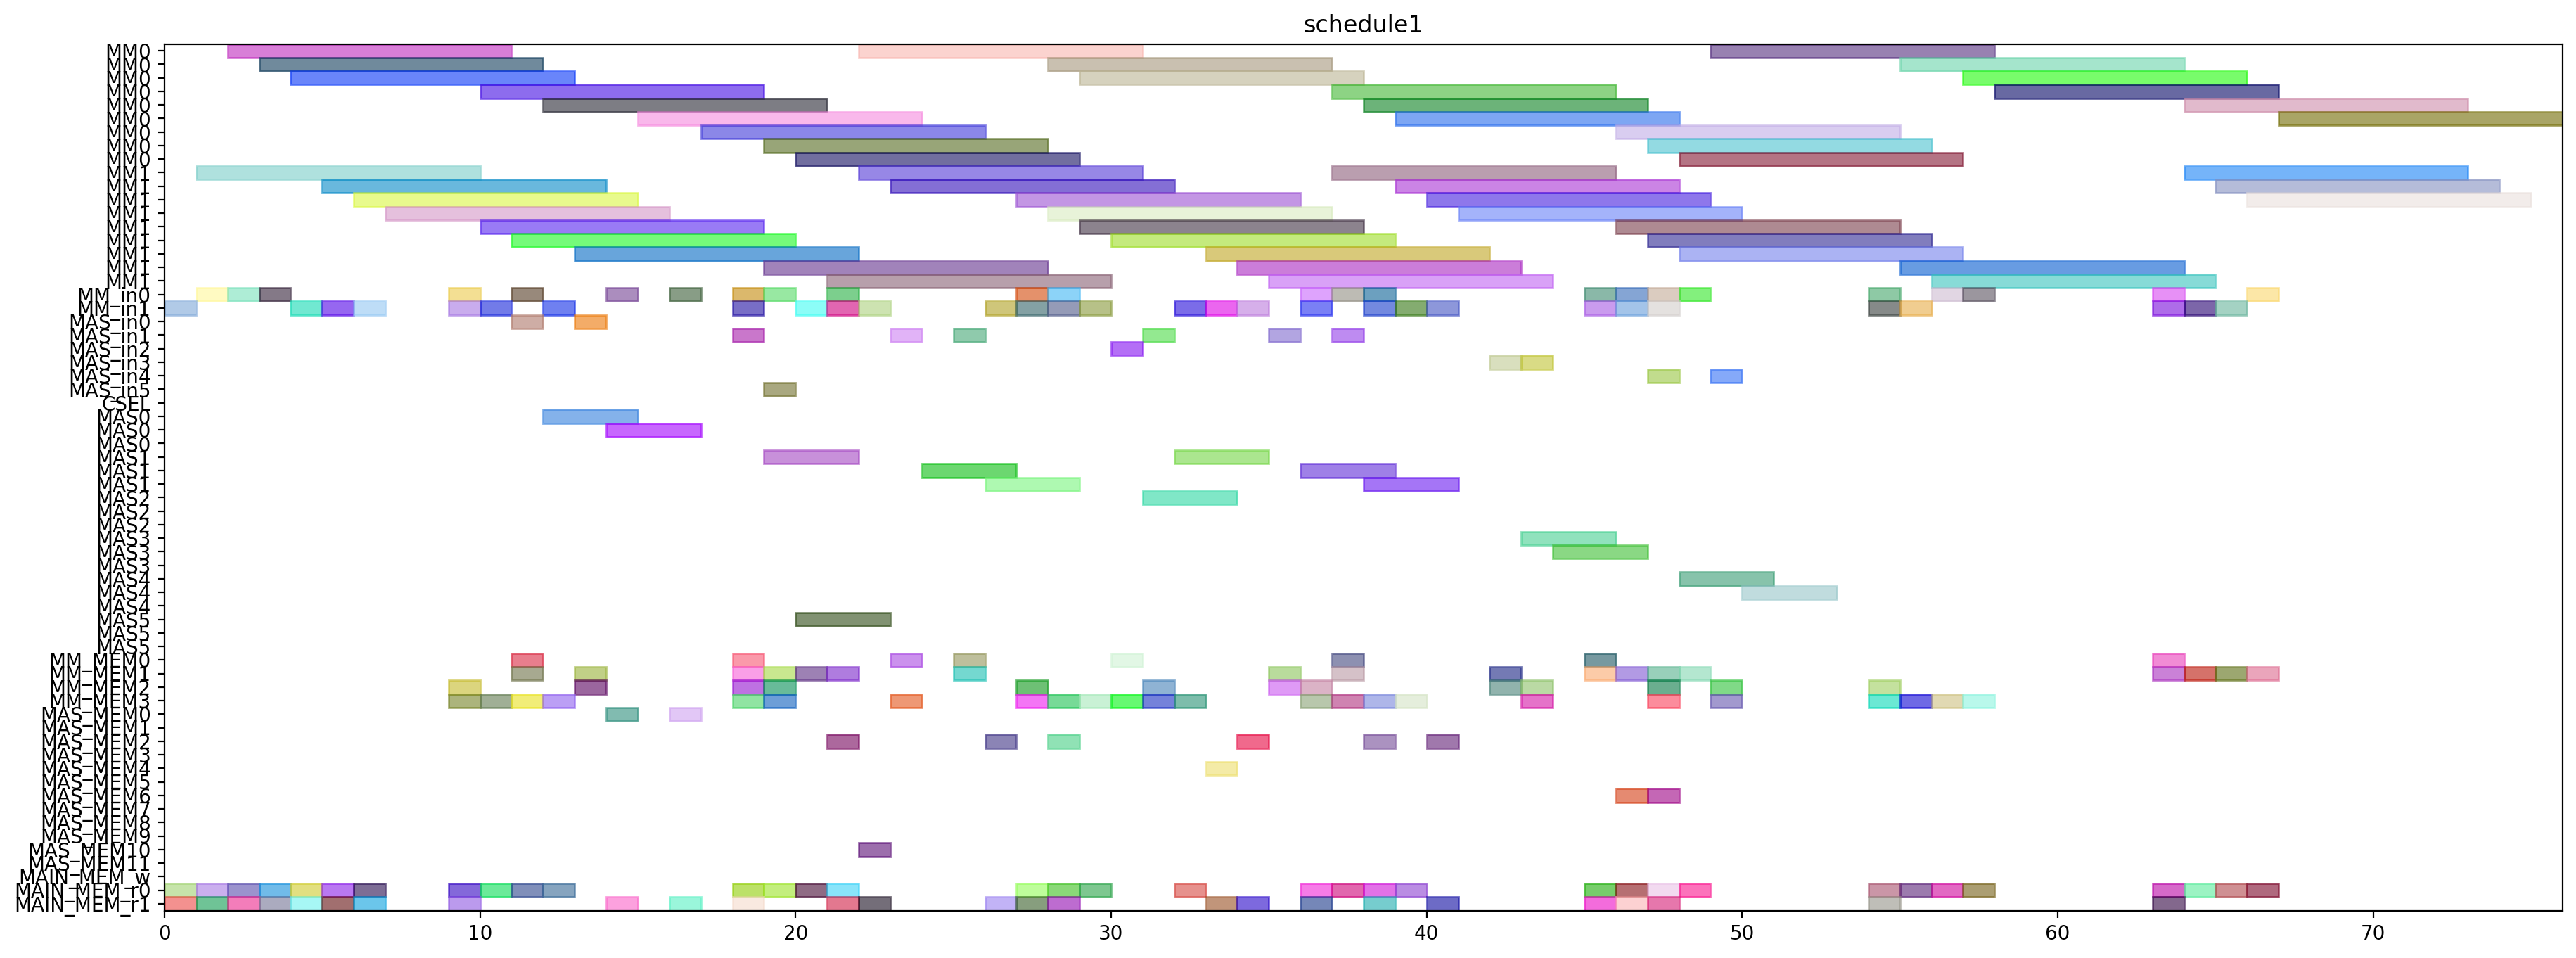 schedule1
MM0
MM0
MM0
MM0
MM0
MM0
MM0
MM0
MM0
MM1
MM1
MM1
MM1
MM1
MM1
MM1
MM1
MM1
MM_in0
MM_in1
MAS_in0
MAS_in1
MAS_in2
MAS_in3
MAS_in4
MAS_in5
CSEL
MAS0
MAS0
MAS0
MAS1
MAS1
MAS1
MAS2
MAS2
MAS2
MAS3
MAS3
MAS3
MAS4
MAS4
MAS4
MAS5
MAS5
MAS5
MM_MEM0
MM_MEM1
MM_MEM2
MM_MEM3
MAS_MEM0
MAS_MEM1
MAS_MEM2
MAS_MEM3
MAS_MEM4
MAS_MEM5
MAS_MEM6
MAS_MEM7
MAS_MEM8
MAS_MEM9
MAS_MEM10
MAS_MEM11
MAIN_MEM_w
MAIN_MEM_r0
MAIN_MEM_r1
0 10 20 30 40 50 60 70